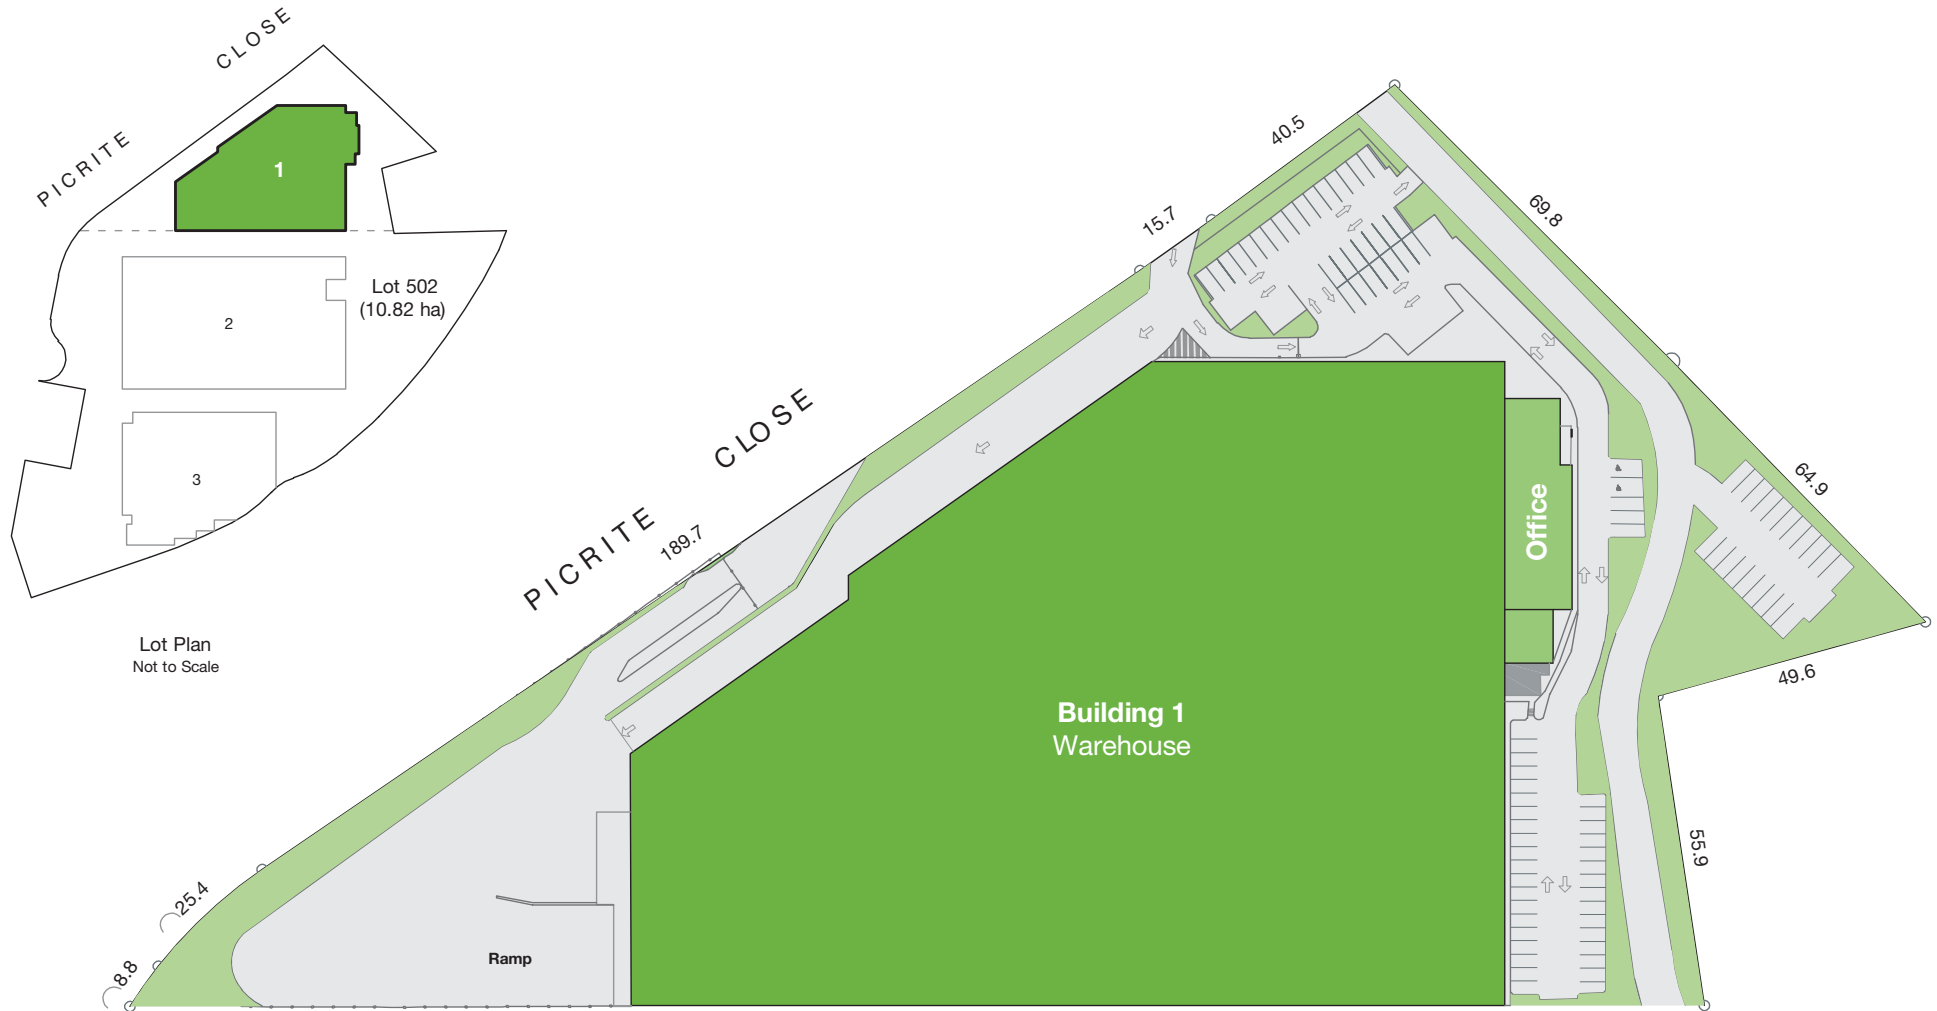 PICRITE CLOSE
1
Lot 502
(10.82 ha)
2
3
Lot Plan
Not to Scale
PICRITE CLOSE
40.5
15.7
69.8
64.9
49.6
55.9
189.7
25.4
8.8
Office
Building 1
Warehouse
Ramp